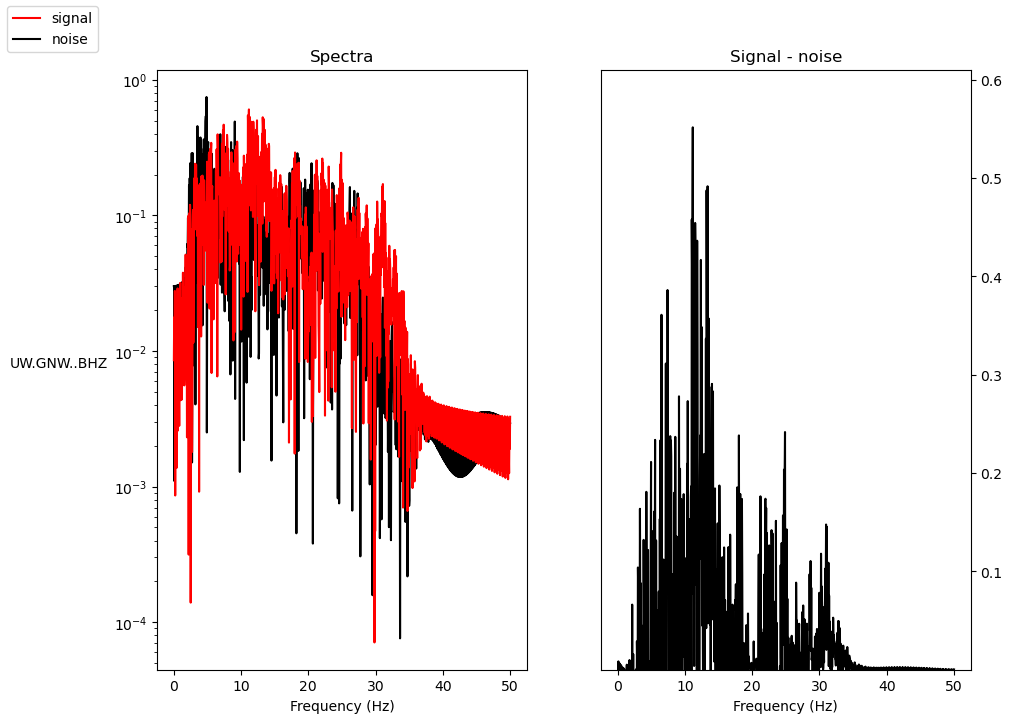 signal
noise
Spectra
Signal - noise
10^0
10^-1
10^-2
10^-3
10^-4
UW.GNW..BHZ
0 10 20 30 40 50
Frequency (Hz)
0.6
0.5
0.4
0.3
0.2
0.1
0 10 20 30 40 50
Frequency (Hz)